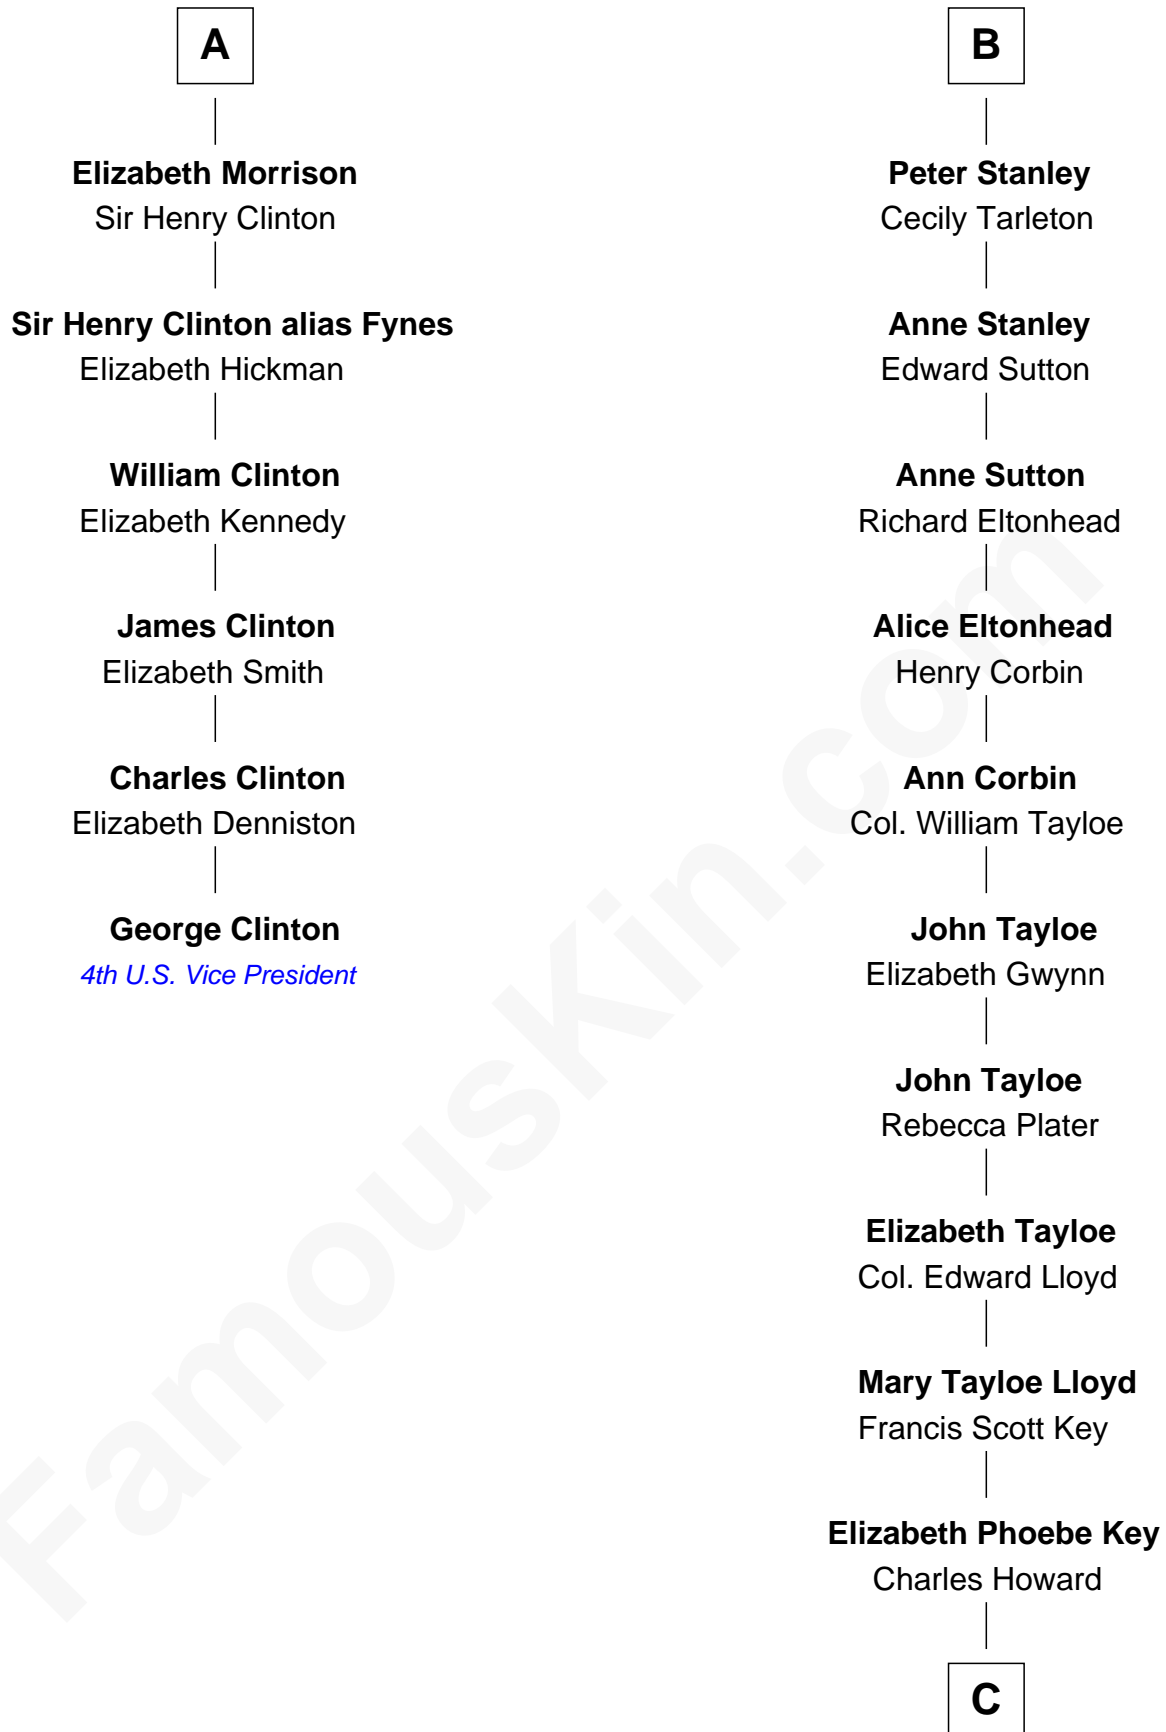 A
Elizabeth Morrison
Sir Henry Clinton
Sir Henry Clinton alias Fynes
Elizabeth Hickman
William Clinton
Elizabeth Kennedy
James Clinton
Elizabeth Smith
Charles Clinton
Elizabeth Denniston
George Clinton
4th U.S. Vice President
B
Peter Stanley
Cecily Tarleton
Anne Stanley
Edward Sutton
Anne Sutton
Richard Eltonhead
Alice Eltonhead
Henry Corbin
Ann Corbin
Col. William Tayloe
John Tayloe
Elizabeth Gwynn
John Tayloe
Rebecca Plater
Elizabeth Tayloe
Col. Edward Lloyd
Mary Tayloe Lloyd
Francis Scott Key
Elizabeth Phoebe Key
Charles Howard
C
FamousKin.com